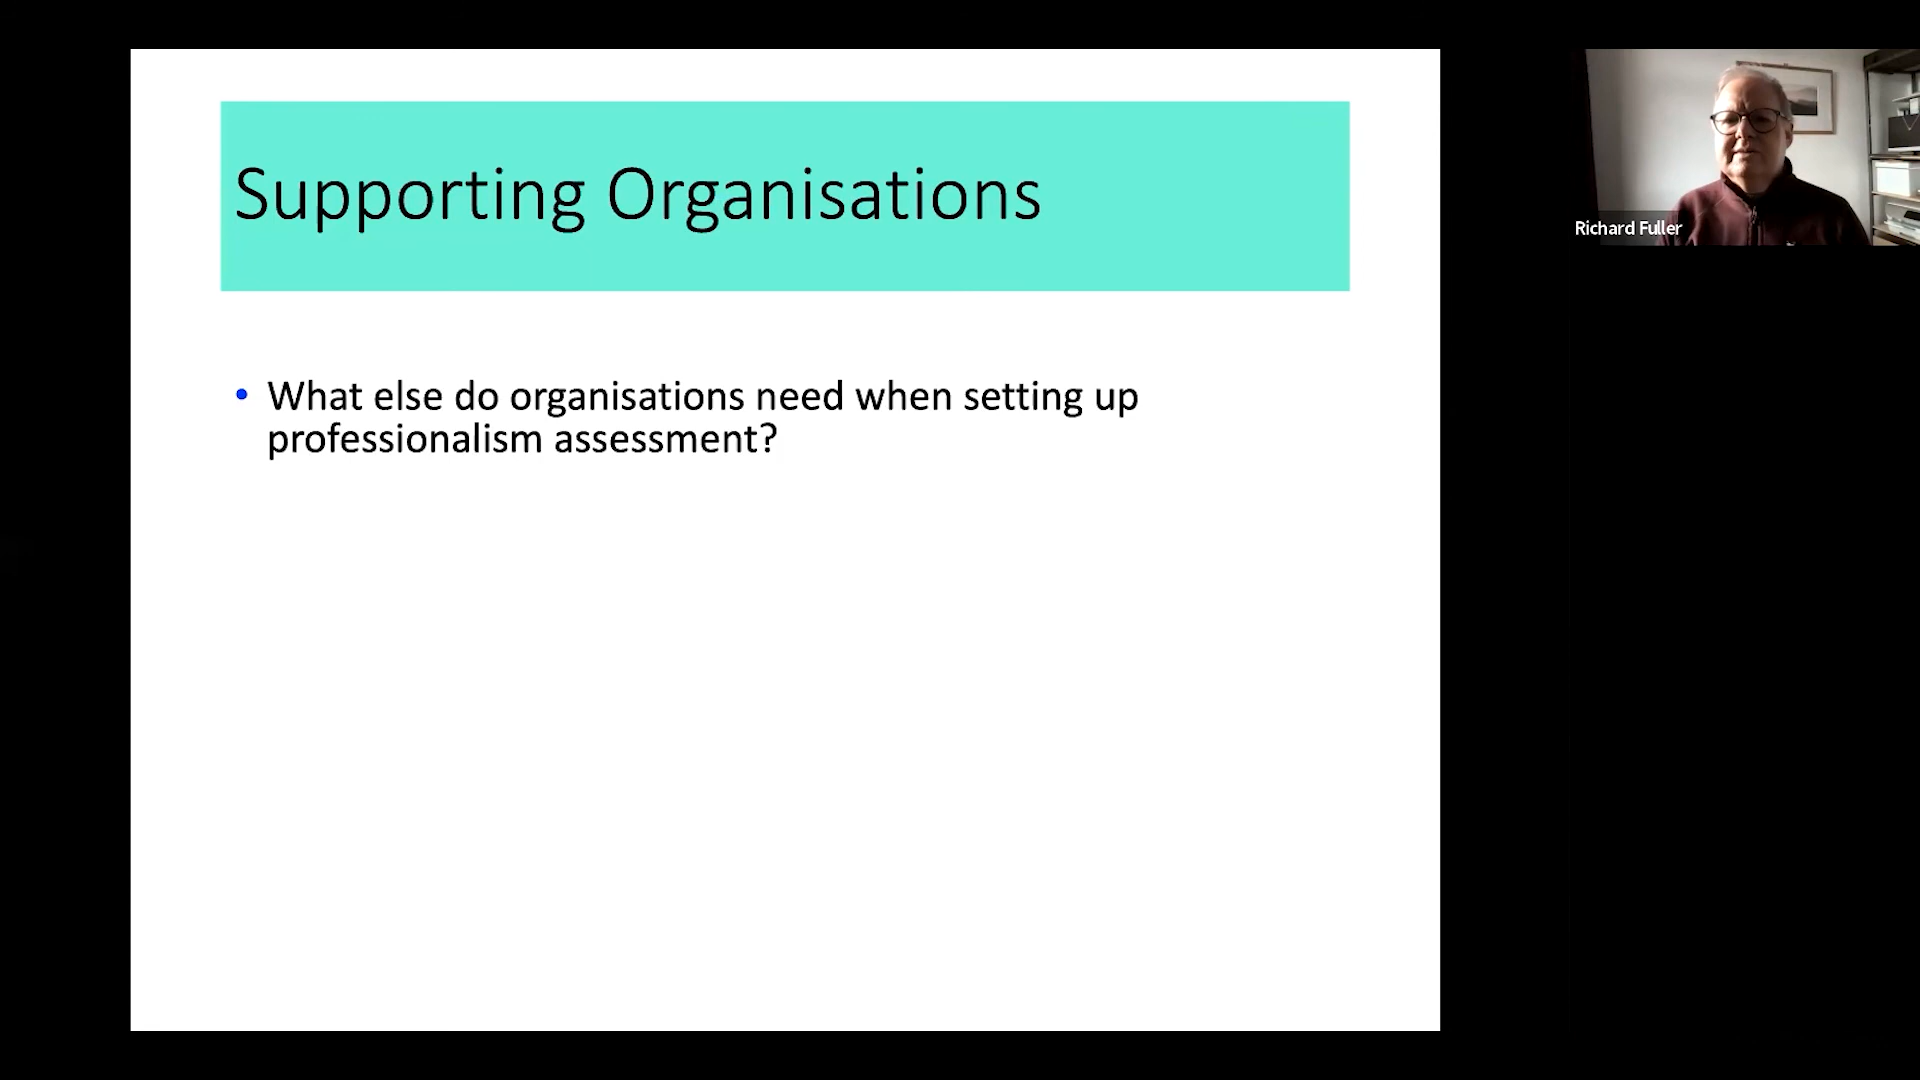 Supporting Organisations
• What else do organisations need when setting up
professionalism assessment?
Richard Fuller